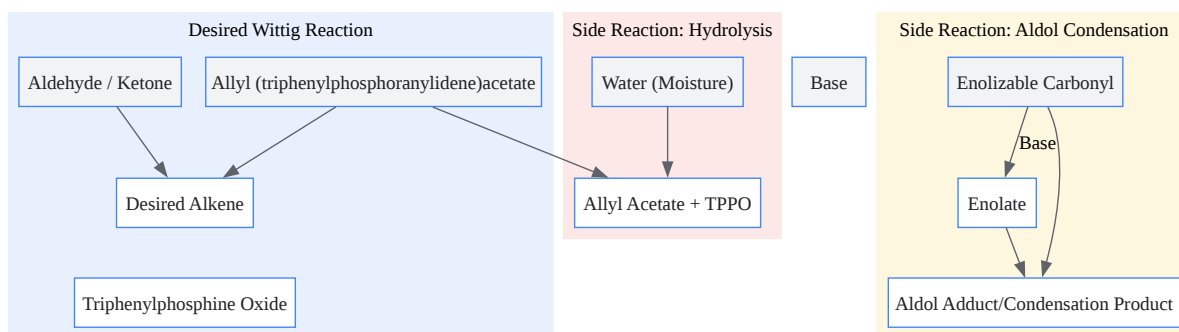 Desired Wittig Reaction
Side Reaction: Hydrolysis
Side Reaction: Aldol Condensation
Aldehyde / Ketone
Allyl (triphenylphosphoranylidene)acetate
Water (Moisture)
Base
Enolizable Carbonyl
Base
Desired Alkene
Allyl Acetate + TPPO
Enolate
Triphenylphosphine Oxide
Aldol Adduct/Condensation Product